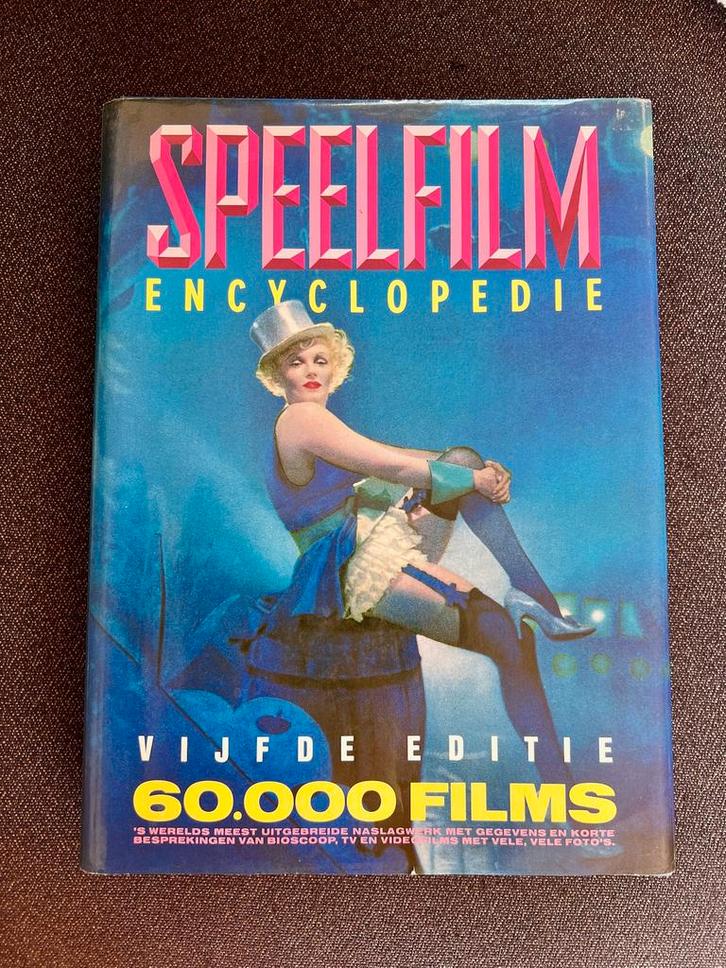 SPEELFILM
ENCYCLOPEDIE
VIJFDE EDITIE
60.000 FILMS
'S WERELDS MEEST UITGEBREIDE NASLAGWERK MET GEGEVENS EN KORTE
BESPREKINGEN VAN BIOSCOOP, TV EN VIDEOFILMS MET VELE, VELE FOTO'S.